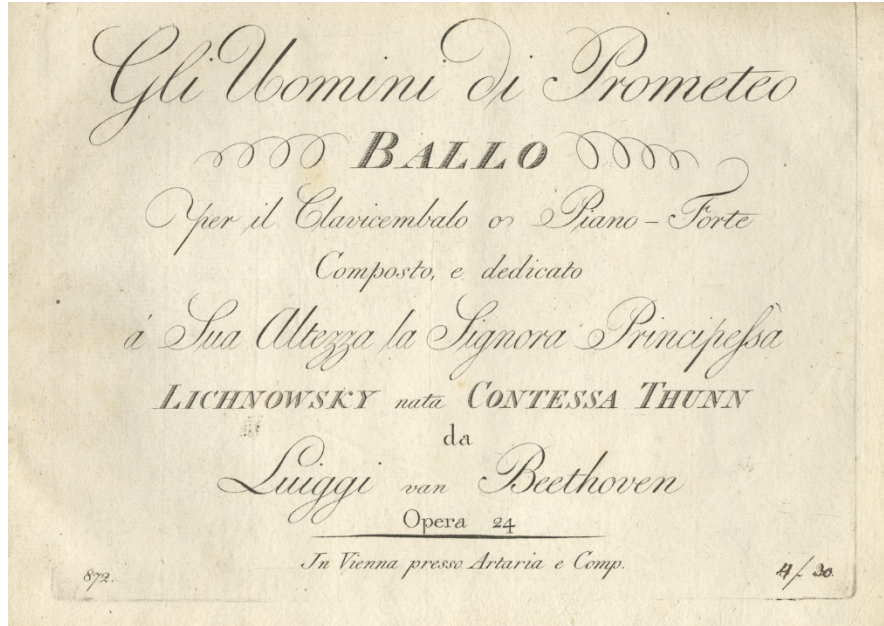 Gli Uomini di Prometeo
BALLO
per il Clavicembalo o Piano-Forte
Composto, e dedicato
á Sua Altezza la Signora Principeſsa
LICHNOWSKY nata CONTESSA THUNN
da
Luiggi van Beethoven
Opera 24
In Vienna presso Artaria e Comp.
872.
4/ 30.